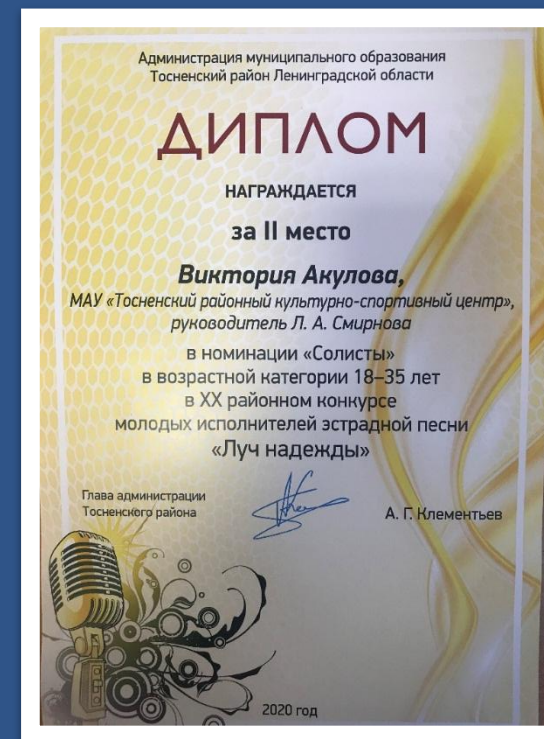 Администрация муниципального образования
Тосненский район Ленинградской области
ДИПЛОМ
НАГРАЖДАЕТСЯ
за II место
Виктория Акулова,
МАУ «Тосненский районный культурно-спортивный центр»,
руководитель Л. А. Смирнова
в номинации «Солисты»
в возрастной категории 18–35 лет
в XX районном конкурсе
молодых исполнителей эстрадной песни
«Луч надежды»
Глава администрации
Тосненского района
А. Г. Клементьев
2020 год